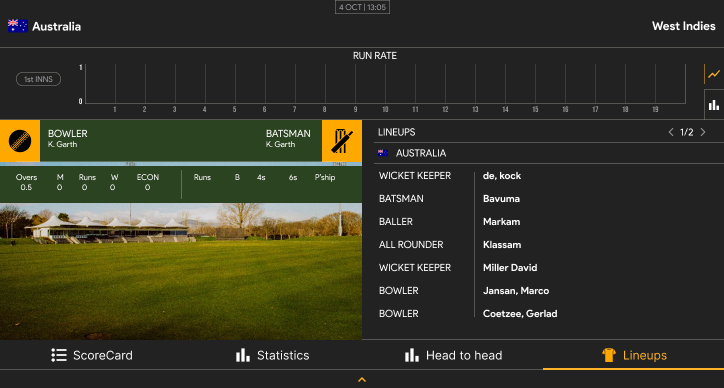 4 OCT | 13:05
Australia
West Indies
RUN RATE
1st INNS
1
0
1 2 3 4 5 6 7 8 9 10 11 12 13 14 15 16 17 18 19
BOWLER
K. Garth
BATSMAN
K. Garth
Overs M Runs W ECON Runs B 4s 6s P'ship
0.5 0 0 0 0
LINEUPS
1/2
AUSTRALIA
WICKET KEEPER de, kock
BATSMAN Bavuma
BALLER Markam
ALL ROUNDER Klassam
WICKET KEEPER Miller David
BOWLER Jansan, Marco
BOWLER Coetzee, Gerlad
ScoreCard
Statistics
Head to head
Lineups